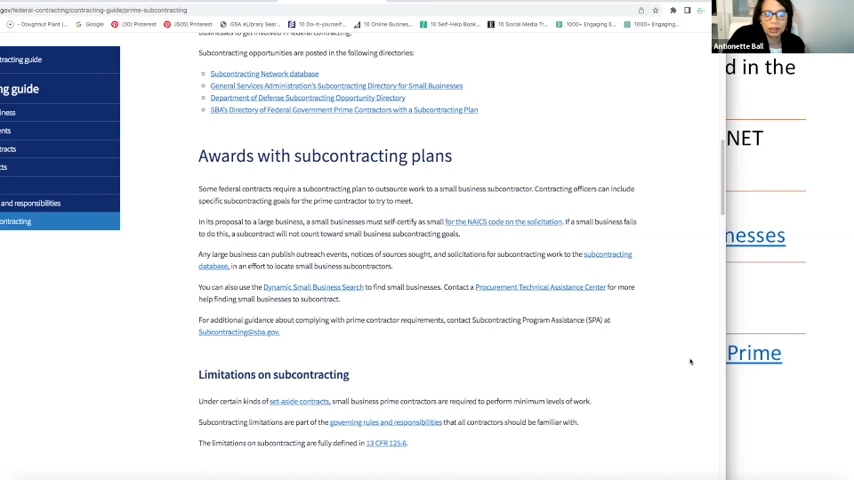 gov/federal-contracting/contracting-guide/prime-subcontracting
- Doughnut Plant (...
Google
(30) Pinterest
(605) Pinterest
GSA eLibrary Sear...
10 Do-it-yourself...
10 Online Busines...
10 Self-Help Book...
10 Social Media Tr...
1000+ Engaging E...
1000+ Engaging...
Antionette Ball
businesses to get involved in federal contracting.
Subcontracting opportunities are posted in the following directories:
Subcontracting Network database
General Services Administration's Subcontracting Directory for Small Businesses
Department of Defense Subcontracting Opportunity Directory
SBA's Directory of Federal Government Prime Contractors with a Subcontracting Plan
racting guide
ng guide
iness
ents
tracts
cts
and responsibilities
contracting
Awards with subcontracting plans
Some federal contracts require a subcontracting plan to outsource work to a small business subcontractor. Contracting officers can include
specific subcontracting goals for the prime contractor to try to meet.
In its proposal to a large business, a small businesses must self-certify as small for the NAICS code on the solicitation. If a small business fails
to do this, a subcontract will not count toward small business subcontracting goals.
Any large business can publish outreach events, notices of sources sought, and solicitations for subcontracting work to the subcontracting
database, in an effort to locate small business subcontractors.
You can also use the Dynamic Small Business Search to find small businesses. Contact a Procurement Technical Assistance Center for more
help finding small businesses to subcontract.
For additional guidance about complying with prime contractor requirements, contact Subcontracting Program Assistance (SPA) at
Subcontracting@sba.gov.
Limitations on subcontracting
Under certain kinds of set-aside contracts, small business prime contractors are required to perform minimum levels of work.
Subcontracting limitations are part of the governing rules and responsibilities that all contractors should be familiar with.
The limitations on subcontracting are fully defined in 13 CFR 125.6.
d in the
NET
nesses
Prime